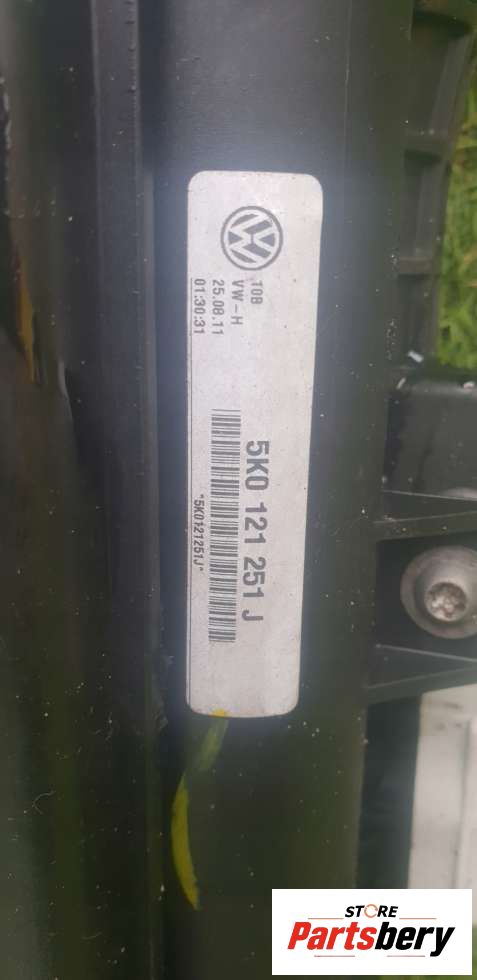 108
VW-H
25.08.11
01:30:31
5K0 121 251 J
*5K0121251J*
STORE
Partsbery